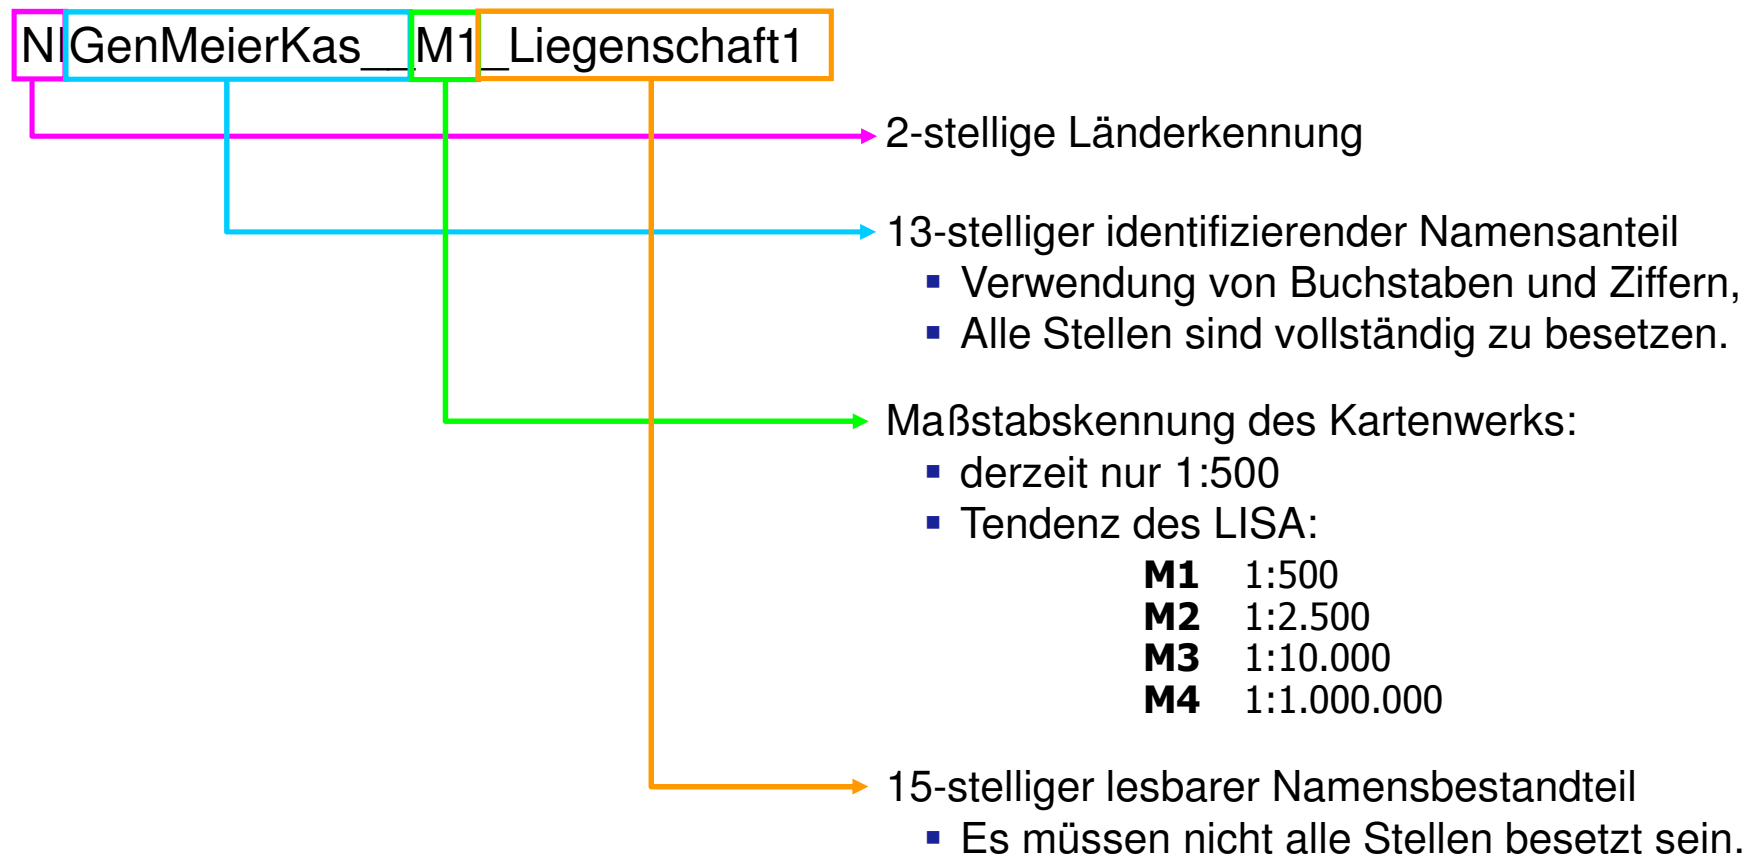 NIGenMeierKas__M1_Liegenschaft1
2-stellige Länderkennung
13-stelliger identifizierender Namensanteil
▪ Verwendung von Buchstaben und Ziffern,
▪ Alle Stellen sind vollständig zu besetzen.
Maßstabskennung des Kartenwerks:
▪ derzeit nur 1:500
▪ Tendenz des LISA:
M1 1:500
M2 1:2.500
M3 1:10.000
M4 1:1.000.000
15-stelliger lesbarer Namensbestandteil
▪ Es müssen nicht alle Stellen besetzt sein.